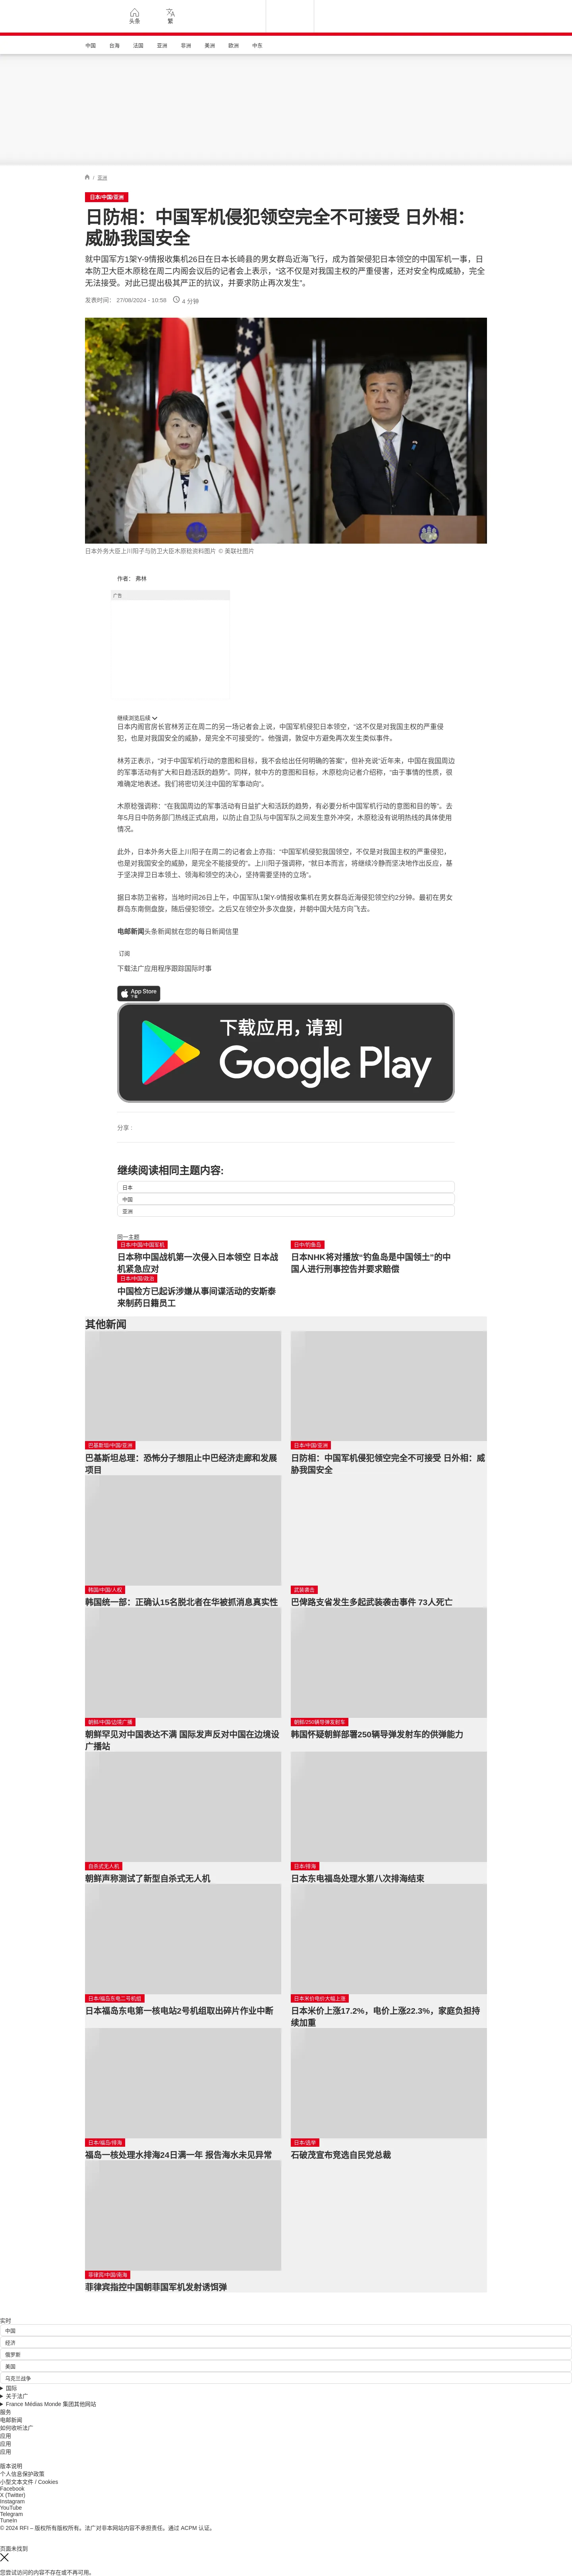 头条
繁
中国
台海
法国
亚洲
非洲
美洲
欧洲
中东
/ 亚洲
日本/中国/亚洲
日防相：中国军机侵犯领空完全不可接受 日外相：
威胁我国安全
就中国军方1架Y-9情报收集机26日在日本长崎县的男女群岛近海飞行，成为首架侵犯日本领空的中国军机一事，日
本防卫大臣木原稔在周二内阁会议后的记者会上表示，“这不仅是对我国主权的严重侵害，还对安全构成威胁，完全
无法接受。对此已提出极其严正的抗议，并要求防止再次发生”。
发表时间： 27/08/2024 - 10:58
4 分钟
日本外务大臣上川阳子与防卫大臣木原稔资料图片 © 美联社图片
作者： 弗林
广告
继续浏览后续
日本内阁官房长官林芳正在周二的另一场记者会上说，中国军机侵犯日本领空，“这不仅是对我国主权的严重侵
犯，也是对我国安全的威胁，是完全不可接受的”。他强调，敦促中方避免再次发生类似事件。
林芳正表示，“对于中国军机行动的意图和目标，我不会给出任何明确的答案”，但补充说“近年来，中国在我国周边
的军事活动有扩大和日趋活跃的趋势”。同样，就中方的意图和目标，木原稔向记者介绍称，“由于事情的性质，很
难确定地表述。我们将密切关注中国的军事动向”。
木原稔强调称：“在我国周边的军事活动有日益扩大和活跃的趋势，有必要分析中国军机行动的意图和目的等”。去
年5月日中防务部门热线正式启用，以防止自卫队与中国军队之间发生意外冲突，木原稔没有说明热线的具体使用
情况。
此外，日本外务大臣上川阳子在周二的记者会上亦指：“中国军机侵犯我国领空，不仅是对我国主权的严重侵犯，
也是对我国安全的威胁，是完全不能接受的”。上川阳子强调称，“就日本而言，将继续冷静而坚决地作出反应，基
于坚决捍卫日本领土、领海和领空的决心，坚持需要坚持的立场”。
据日本防卫省称，当地时间26日上午，中国军队1架Y-9情报收集机在男女群岛近海侵犯领空约2分钟。最初在男女
群岛东南侧盘旋，随后侵犯领空。之后又在领空外多次盘旋，并朝中国大陆方向飞去。
电邮新闻头条新闻就在您的每日新闻信里
订阅
下载法广应用程序跟踪国际时事
App Store
下载
下载应用，请到
Google Play
分享 :
继续阅读相同主题内容:
日本
中国
亚洲
同一主题
日本/中国/中国军机
日本称中国战机第一次侵入日本领空 日本战
机紧急应对
日中/钓鱼岛
日本NHK将对播放“钓鱼岛是中国领土”的中
国人进行刑事控告并要求赔偿
日本/中国/政治
中国检方已起诉涉嫌从事间谍活动的安斯泰
来制药日籍员工
其他新闻
巴基斯坦/中国/亚洲
巴基斯坦总理：恐怖分子想阻止中巴经济走廊和发展
项目
日本/中国/亚洲
日防相：中国军机侵犯领空完全不可接受 日外相：威
胁我国安全
韩国/中国/人权
韩国统一部：正确认15名脱北者在华被抓消息真实性
武装袭击
巴俾路支省发生多起武装袭击事件 73人死亡
朝鲜/中国/边境广播
朝鲜罕见对中国表达不满 国际发声反对中国在边境设
广播站
朝鲜/250辆导弹发射车
韩国怀疑朝鲜部署250辆导弹发射车的供弹能力
自杀式无人机
朝鲜声称测试了新型自杀式无人机
日本/排海
日本东电福岛处理水第八次排海结束
日本/福岛东电二号机组
日本福岛东电第一核电站2号机组取出碎片作业中断
日本米价电价大幅上涨
日本米价上涨17.2%，电价上涨22.3%，家庭负担持
续加重
日本/福岛/排海
福岛一核处理水排海24日满一年 报告海水未见异常
日本/选举
石破茂宣布竞选自民党总裁
菲律宾/中国/南海
菲律宾指控中国朝菲国军机发射诱饵弹
实时
中国
经济
俄罗斯
美国
乌克兰战争
国际
关于法广
France Médias Monde 集团其他网站
服务
电邮新闻
如何收听法广
应用
应用
应用
版本说明
个人信息保护政策
小型文本文件 / Cookies
Facebook
X (Twitter)
Instagram
YouTube
Telegram
TuneIn
© 2024 RFI – 版权所有版权所有。法广对非本网站内容不承担责任。通过 ACPM 认证。
页面未找到
您尝试访问的内容不存在或不再可用。